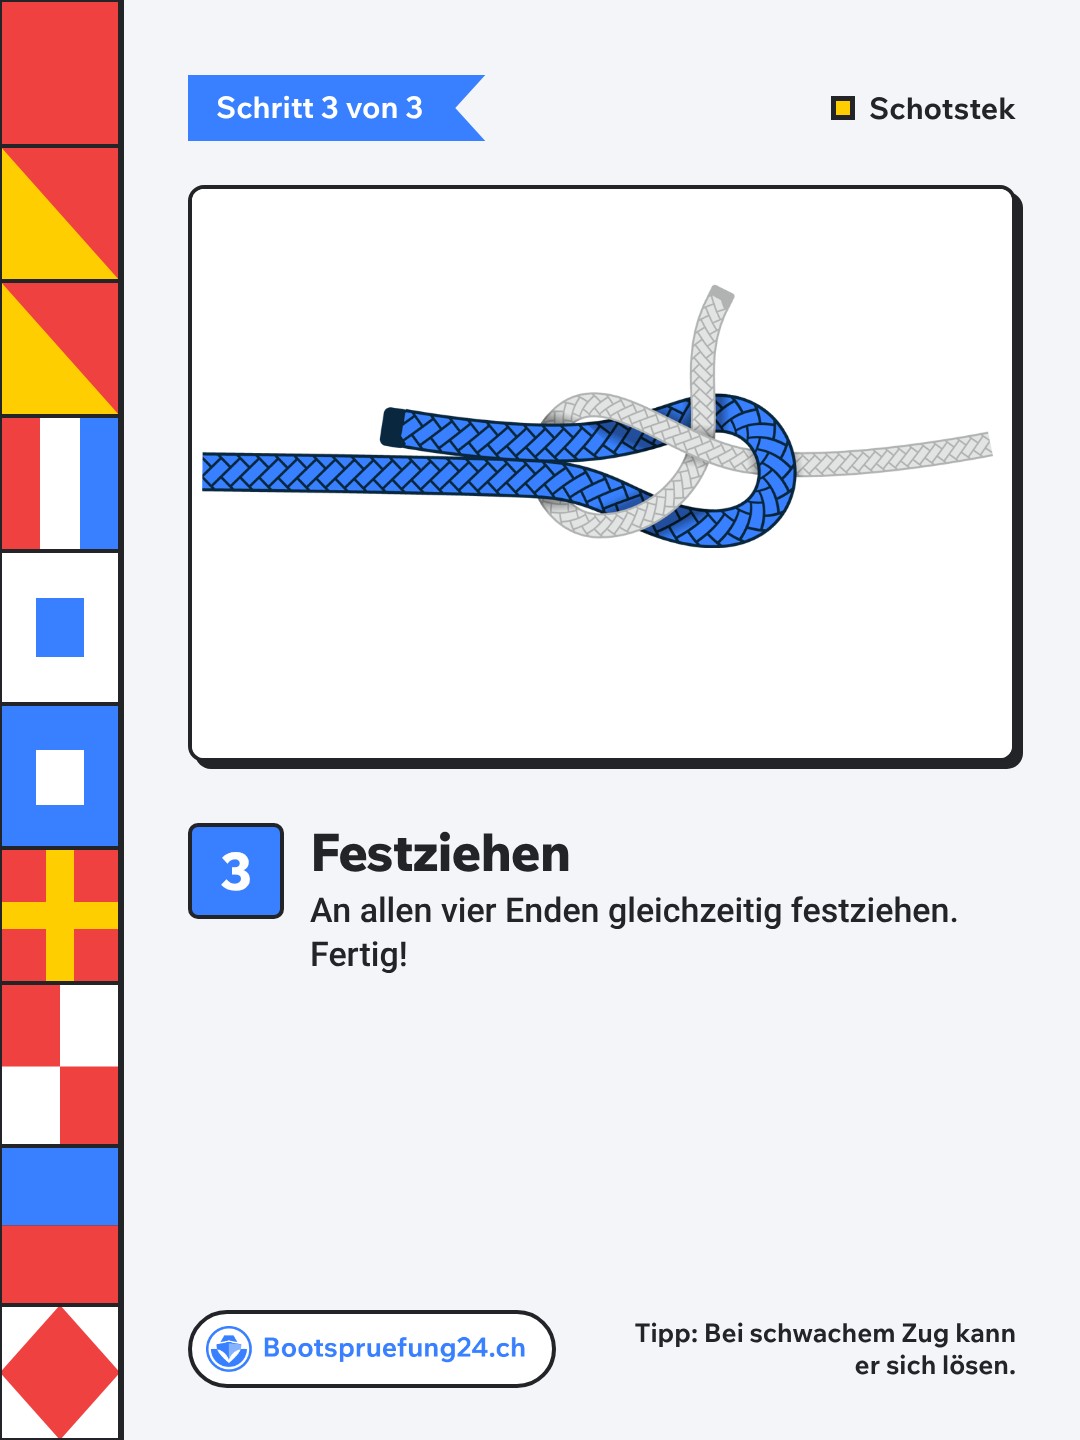 Schritt 3 von 3
Schotstek
3
Festziehen
An allen vier Enden gleichzeitig festziehen.
Fertig!
Bootspruefung24.ch
Tipp: Bei schwachem Zug kann
er sich lösen.